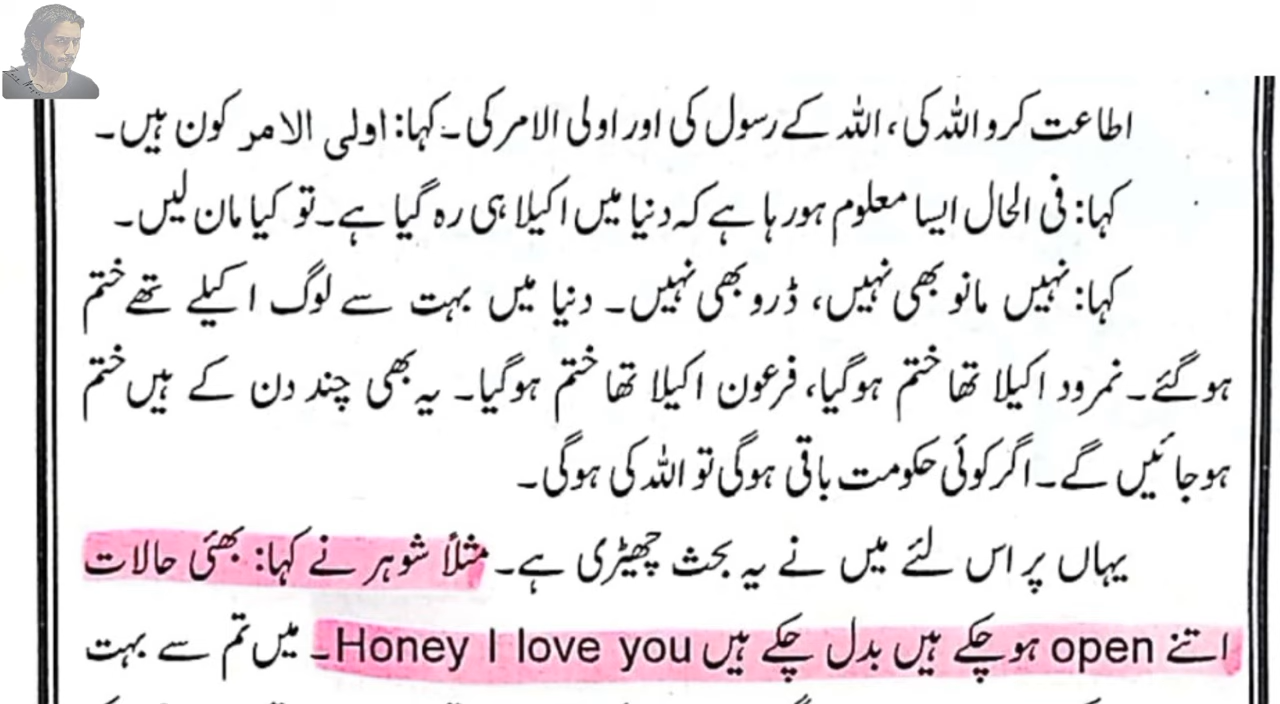 اطاعت کرو اللہ کی، اللہ کے رسول کی اور اولی الامر کی۔ کہا: اولی الامر کون ہیں۔
کہا: فی الحال ایسا معلوم ہورہا ہے کہ دنیا میں اکیلا ہی رہ گیا ہے۔ تو کیا مان لیں۔
کہا: نہیں مانو بھی نہیں، ڈرو بھی نہیں۔ دنیا میں بہت سے لوگ اکیلے تھے ختم
ہوگئے۔ نمرود اکیلا تھا ختم ہوگیا، فرعون اکیلا تھا ختم ہوگیا۔ یہ بھی چند دن کے ہیں ختم
ہوجائیں گے۔ اگر کوئی حکومت باقی ہوگی تو اللہ کی ہوگی۔
یہاں پر اس لئے میں نے یہ بحث چھیڑی ہے۔ مثلاً شوہر نے کہا: بھئی حالات
اتنے open ہوچکے ہیں بدل چکے ہیں Honey I love you۔ میں تم سے بہت